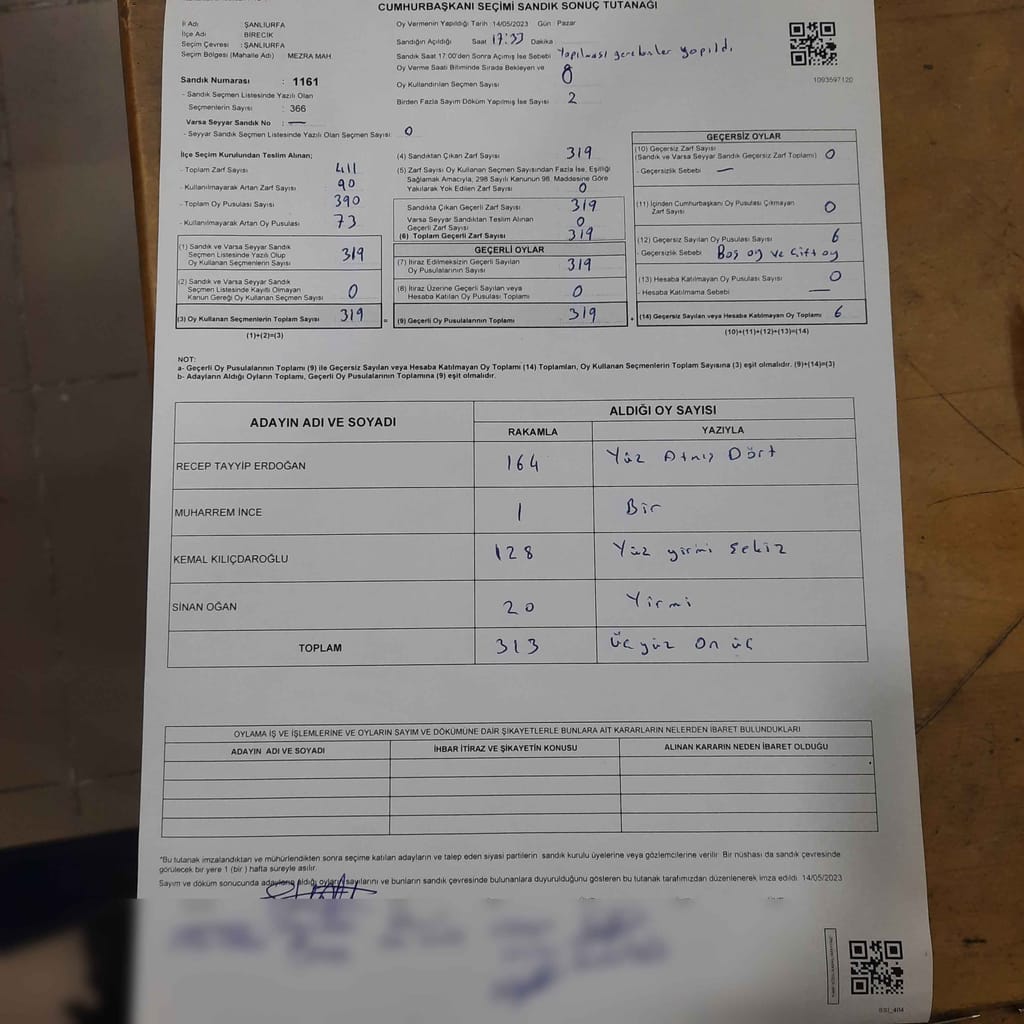 CUMHURBAŞKANI SEÇİMİ SANDIK SONUÇ TUTANAĞI
İl Adı : ŞANLIURFA
İlçe Adı : BİRECİK
Seçim Çevresi : ŞANLIURFA
Seçim Bölgesi (Mahalle Adı) MEZRA MAH.
Sandık Numarası : 1161
- Sandık Seçmen Listesinde Yazılı Olan
Seçmenlerin Sayısı : 366
Varsa Seyyar Sandık No : —
- Seyyar Sandık Seçmen Listesinde Yazılı Olan Seçmen Sayısı: 0
Oy Vermenin Yapıldığı Tarih : 14/05/2023 Gün : Pazar
Sandığın Açıldığı Saat 17:33 Dakika
Sandık Saat 17:00'den Sonra Açımış İse Sebebi Yapılması gerekenler yapıldı
Oy Verme Saati Bitiminde Sırada Bekleyen ve
Oy Kullandırılan Seçmen Sayısı 0
Birden Fazla Sayım Döküm Yapılmış İse Sayısı 2
1093597120
İlçe Seçim Kurulundan Teslim Alınan;
- Toplam Zarf Sayısı 411
- Kullanılmayarak Artan Zarf Sayısı 90
- Toplam Oy Pusulası Sayısı 390
- Kullanılmayarak Artan Oy Pusulası 73
(1) Sandık ve Varsa Seyyar Sandık
Seçmen Listesinde Yazılı Olup
Oy Kullanan Seçmenlerin Sayısı 319
(2) Sandık ve Varsa Seyyar Sandık
Seçmen Listesinde Kayıtlı Olmayan
Kanun Gereği Oy Kullanan Seçmen Sayısı 0
(3) Oy Kullanan Seçmenlerin Toplam Sayısı 319 =
(1)+(2)=(3)
(4) Sandıktan Çıkan Zarf Sayısı 319
(5) Zarf Sayısı Oy Kullanan Seçmen Sayısından Fazla İse, Eşitliği
Sağlamak Amacıyla; 298 Sayılı Kanunun 98. Maddesine Göre
Yakılarak Yok Edilen Zarf Sayısı 0
Sandıkta Çıkan Geçerli Zarf Sayısı 319
Varsa Seyyar Sandıktan Teslim Alınan
Geçerli Zarf Sayısı 0
(6) Toplam Geçerli Zarf Sayısı 319
GEÇERLİ OYLAR
(7) İtiraz Edilmeksizin Geçerli Sayılan
Oy Pusulalarının Sayısı 319
(8) İtiraz Üzerine Geçerli Sayılan veya
Hesaba Katılan Oy Pusulası Toplamı 0
(9) Geçerli Oy Pusulalarının Toplamı 319 +
GEÇERSİZ OYLAR
(10) Geçersiz Zarf Sayısı
(Sandık ve Varsa Seyyar Sandık Geçersiz Zarf Toplamı) 0
- Geçersizlik Sebebi —
(11) İçinden Cumhurbaşkanı Oy Pusulası Çıkmayan
Zarf Sayısı 0
(12) Geçersiz Sayılan Oy Pusulası Sayısı 6
- Geçersizlik Sebebi Boş oy ve Çift oy
(13) Hesaba Katılmayan Oy Pusulası Sayısı 0
- Hesaba Katılmama Sebebi —
(14) Geçersiz Sayılan veya Hesaba Katılmayan Oy Toplamı 6
(10)+(11)+(12)+(13)=(14)
NOT:
a- Geçerli Oy Pusulalarının Toplamı (9) ile Geçersiz Sayılan veya Hesaba Katılmayan Oy Toplamı (14) Toplamları, Oy Kullanan Seçmenlerin Toplam Sayısına (3) eşit olmalıdır. (9)+(14)=(3)
b- Adayların Aldığı Oyların Toplamı, Geçerli Oy Pusulalarının Toplamına (9) eşit olmalıdır.
ADAYIN ADI VE SOYADI
ALDIĞI OY SAYISI
RAKAMLA YAZIYLA
RECEP TAYYİP ERDOĞAN 164 Yüz Atmış Dört
MUHARREM İNCE 1 Bir
KEMAL KILIÇDAROĞLU 128 Yüz yirmi sekiz
SİNAN OĞAN 20 Yirmi
TOPLAM 313 üç yüz on üç
OYLAMA İŞ VE İŞLEMLERİNE VE OYLARIN SAYIM VE DÖKÜMÜNE DAİR ŞİKAYETLERLE BUNLARA AİT KARARLARIN NELERDEN İBARET BULUNDUKLARI
ADAYIN ADI VE SOYADI İHBAR İTİRAZ VE ŞİKAYETİN KONUSU ALINAN KARARIN NEDEN İBARET OLDUĞU
*Bu tutanak imzalandıktan ve mühürlendikten sonra seçime katılan adayların ve talep eden siyasi partilerin sandık kurulu üyelerine veya gözlemcilerine verilir. Bir nüshası da sandık çevresinde
görülecek bir yere 1 (bir ) hafta süreyle asılır.
Sayım ve döküm sonucunda adayların aldığı oyların sayılarını ve bunların sandık çevresinde bulunanlara duyurulduğunu gösteren bu tutanak tarafımızdan düzenlenerek imza edildi. 14/05/2023